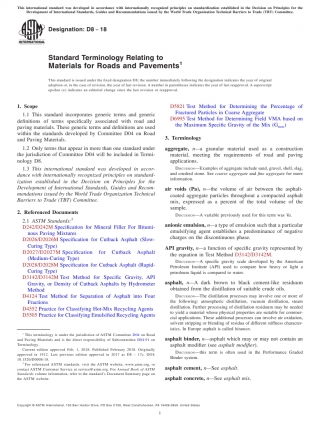 This international standard was developed in accordance with internationally recognized principles on standardization established in the Decision on Principles for the
Development of International Standards, Guides and Recommendations issued by the World Trade Organization Technical Barriers to Trade (TBT) Committee.
ASTM
INTERNATIONAL
Designation: D8 – 18
Standard Terminology Relating to
Materials for Roads and Pavements¹
This standard is issued under the fixed designation D8; the number immediately following the designation indicates the year of original
adoption or, in the case of revision, the year of last revision. A number in parentheses indicates the year of last reapproval. A superscript
epsilon (ε) indicates an editorial change since the last revision or reapproval.
1. Scope
1.1 This standard incorporates generic terms and generic
definitions of terms specifically associated with road and
paving materials. These generic terms and definitions are used
within the standards developed by Committee D04 on Road
and Paving Materials.
1.2 Only terms that appear in more than one standard under
the jurisdiction of Committee D04 will be included in Termi-
nology D8.
1.3 This international standard was developed in accor-
dance with internationally recognized principles on standard-
ization established in the Decision on Principles for the
Development of International Standards, Guides and Recom-
mendations issued by the World Trade Organization Technical
Barriers to Trade (TBT) Committee.
2. Referenced Documents
2.1 ASTM Standards:²
D242/D242M Specification for Mineral Filler For Bitumi-
nous Paving Mixtures
D2026/D2026M Specification for Cutback Asphalt (Slow-
Curing Type)
D2027/D2027M Specification for Cutback Asphalt
(Medium-Curing Type)
D2028/D2028M Specification for Cutback Asphalt (Rapid-
Curing Type)
D3142/D3142M Test Method for Specific Gravity, API
Gravity, or Density of Cutback Asphalts by Hydrometer
Method
D4124 Test Method for Separation of Asphalt into Four
Fractions
D4552 Practice for Classifying Hot-Mix Recycling Agents
D5505 Practice for Classifying Emulsified Recycling Agents
¹ This terminology is under the jurisdiction of ASTM Committee D04 on Road
and Paving Materials and is the direct responsibility of Subcommittee D04.91 on
Terminology.
Current edition approved Feb. 1, 2018. Published February 2018. Originally
approved in 1912. Last previous edition approved in 2017 as D8 – 17a. DOI:
10.1520/D0008-18.
² For referenced ASTM standards, visit the ASTM website, www.astm.org, or
contact ASTM Customer Service at service@astm.org. For Annual Book of ASTM
Standards volume information, refer to the standard's Document Summary page on
the ASTM website.
D5821 Test Method for Determining the Percentage of
Fractured Particles in Coarse Aggregate
D6995 Test Method for Determining Field VMA based on
the Maximum Specific Gravity of the Mix (Gmm)
3. Terminology
aggregate, n—a granular material used as a construction
material, meeting the requirements of road and paving
applications.
DISCUSSION—Examples of aggregate include sand, gravel, shell, slag,
and crushed stone. See coarse aggregate and fine aggregate for more
information.
air voids (Pa), n—the volume of air between the asphalt-
coated aggregate particles throughout a compacted asphalt
mix, expressed as a percent of the total volume of the
sample.
DISCUSSION—A variable previously used for this term was Va.
anionic emulsion, n—a type of emulsion such that a particular
emulsifying agent establishes a predominance of negative
charges on the discontinuous phase.
API gravity, n—a function of specific gravity represented by
the equation in Test Method D3142/D3142M.
DISCUSSION—A specific gravity scale developed by the American
Petroleum Institute (API) used to compare how heavy or light a
petroleum liquid is compared to water.
asphalt, n—A dark brown to black cement-like residuum
obtained from the distillation of suitable crude oils.
DISCUSSION—The distillation processes may involve one or more of
the following: atmospheric distillation, vacuum distillation, steam
distillation. Further processing of distillation residuum may be needed
to yield a material whose physical properties are suitable for commer-
cial applications. These additional processes can involve air oxidation,
solvent stripping or blending of residua of different stiffness character-
istics. In Europe asphalt is called bitumen.
asphalt binder, n—asphalt which may or may not contain an
asphalt modifier (see asphalt modifier).
DISCUSSION—this term is often used in the Performance Graded
Binder system.
asphalt cement, n—See asphalt.
asphalt concrete, n—See asphalt mix.
Copyright © ASTM International, 100 Barr Harbor Drive, PO Box C700, West Conshohocken, PA 19428-2959. United States
1